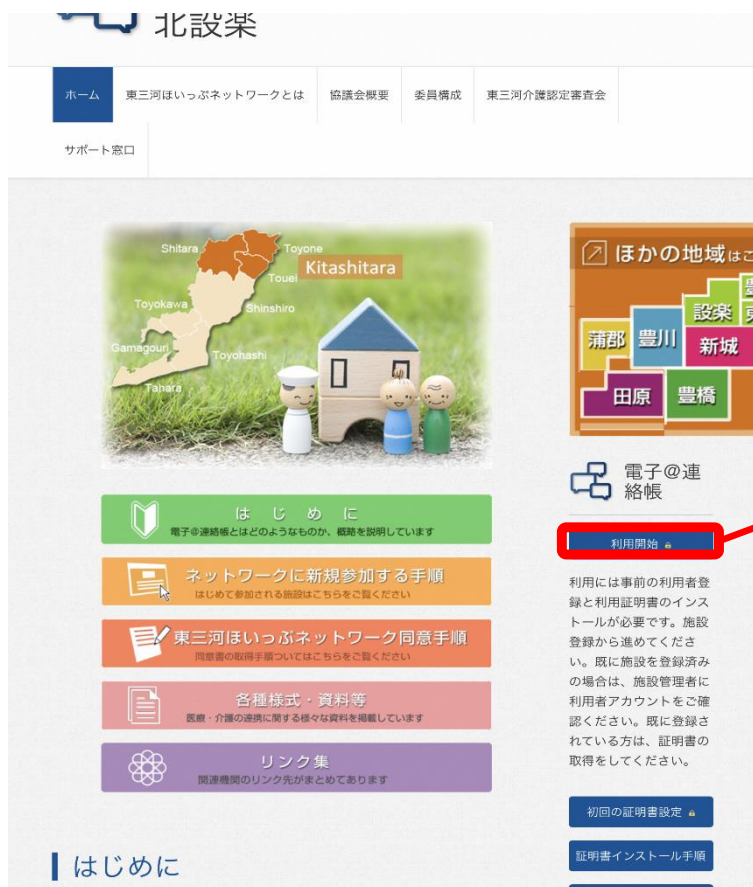 北設楽
ホーム
東三河ほいっぷネットワークとは
協議会概要
委員構成
東三河介護認定審査会
サポート窓口
Shitara
Toyone
Kitashitara
Touei
Toyokawa
Shinshiro
Gamagouri
Toyohashi
Tahara
ほかの地域はこ
設楽
蒲郡
豊川
新城
田原
豊橋
はじめに
電子@連絡帳とはどのようなものか、概略を説明しています
ネットワークに新規参加する手順
はじめて参加される施設はこちらをご覧ください
東三河ほいっぷネットワーク同意手順
同意書の取得手順ついてはこちらをご覧ください
各種様式・資料等
医療・介護の連携に関する様々な資料を掲載しています
リンク集
関連機関のリンク先がまとめてあります
はじめに
電子@連
絡帳
利用開始
利用には事前の利用者登
録と利用証明書のインス
トールが必要です。施設
登録から進めてくださ
い。既に施設を登録済み
の場合は、施設管理者に
利用者アカウントをご確
認ください。既に登録さ
れている方は、証明書の
取得をしてください。
初回の証明書設定
証明書インストール手順